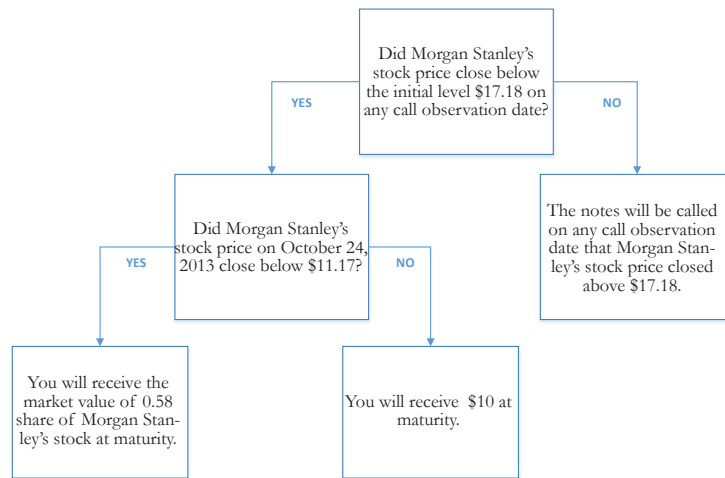 Did Morgan Stanley's
stock price close below
the initial level $17.18 on
any call observation date?
YES
NO
Did Morgan Stanley's
stock price on October 24,
2013 close below $11.17?
The notes will be called
on any call observation
date that Morgan Stan-
ley's stock price closed
above $17.18.
YES
NO
You will receive the
market value of 0.58
share of Morgan Stan-
ley's stock at maturity.
You will receive $10 at
maturity.